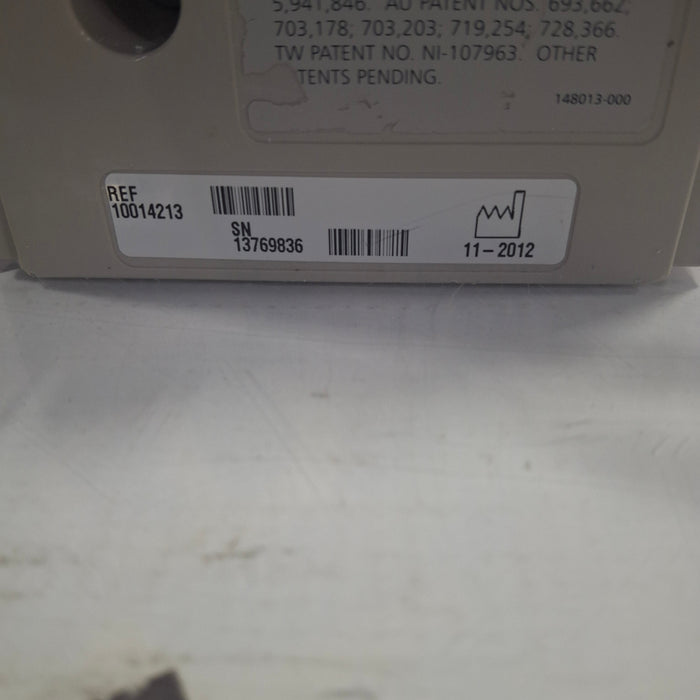 5,941,846. AU PATENT NOS. 693,662;
703,178; 703,203; 719,254; 728,366.
TW PATENT NO. NI-107963. OTHER
TENTS PENDING.
148013-000
REF
10014213
SN
13769836
11-2012